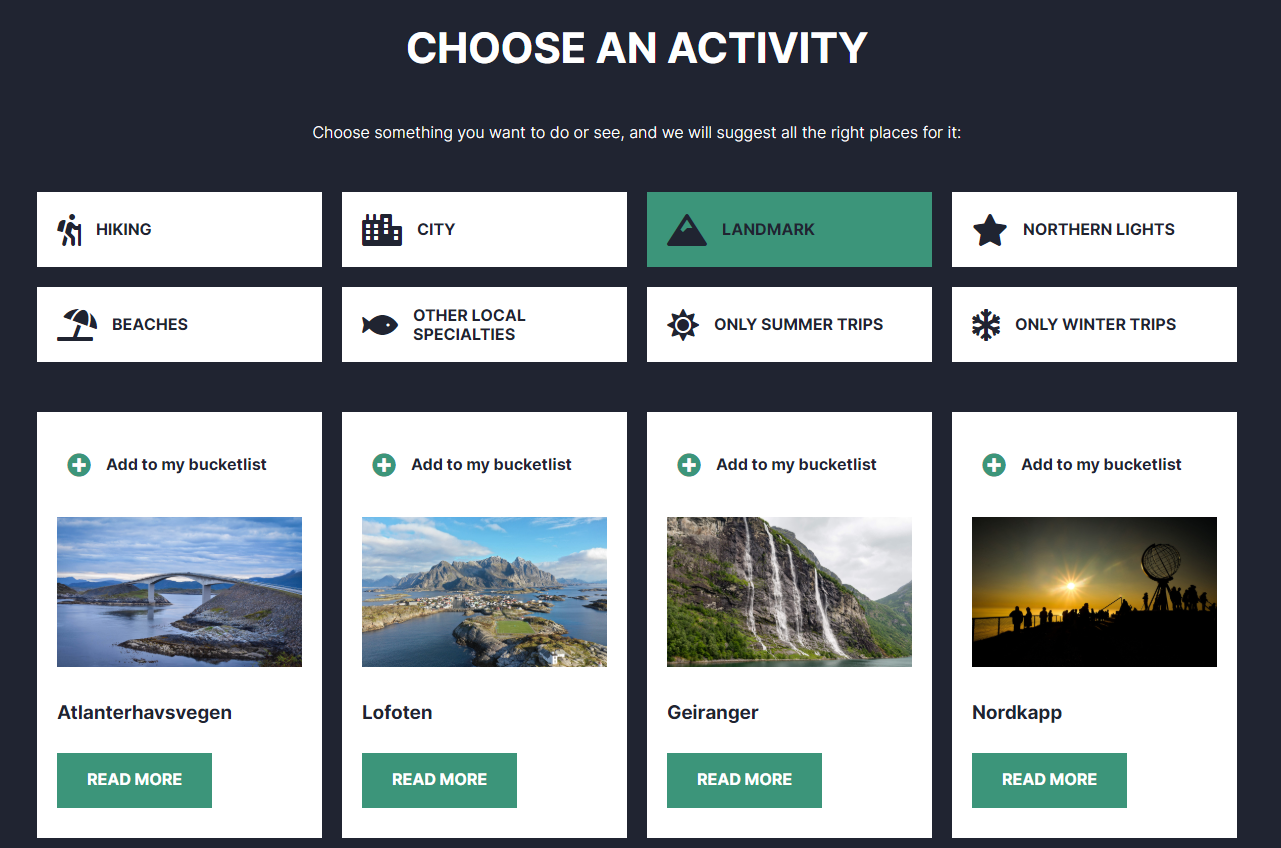 CHOOSE AN ACTIVITY
Choose something you want to do or see, and we will suggest all the right places for it:
HIKING
CITY
LANDMARK
NORTHERN LIGHTS
BEACHES
OTHER LOCAL
SPECIALTIES
ONLY SUMMER TRIPS
ONLY WINTER TRIPS
Add to my bucketlist
Add to my bucketlist
Add to my bucketlist
Add to my bucketlist
Atlanterhavsvegen
Lofoten
Geiranger
Nordkapp
READ MORE
READ MORE
READ MORE
READ MORE